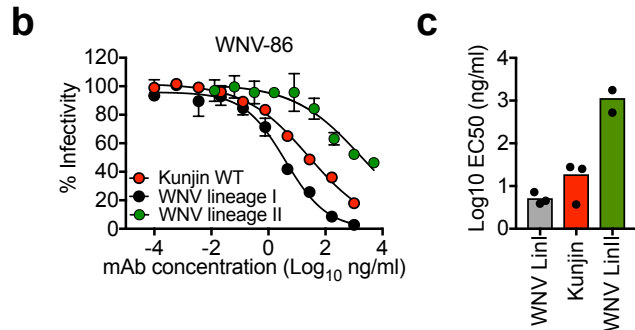 b
WNV-86
% Infectivity
120
100
80
60
40
20
0
Kunjin WT
WNV lineage I
WNV lineage II
-4 -2 0 2 4
mAb concentration (Log10 ng/ml)
c
Log10 EC50 (ng/ml)
4
3
2
1
0
WNV LinI
Kunjin
WNV LinII